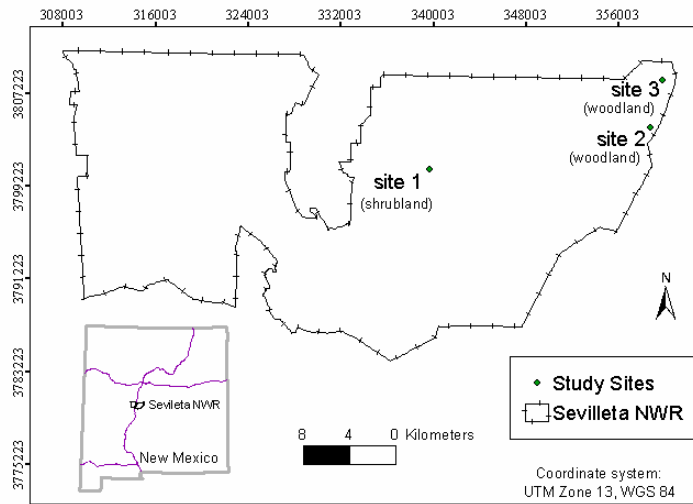 308003 316003 324003 332003 340003 348003 356003
3807223
3799223
3791223
3783223
3775223
site 3
(woodland)
site 2
(woodland)
site 1
(shrubland)
N
Sevilleta NWR
New Mexico
8 4 0 Kilometers
Study Sites
Sevilleta NWR
Coordinate system:
UTM Zone 13, WGS 84